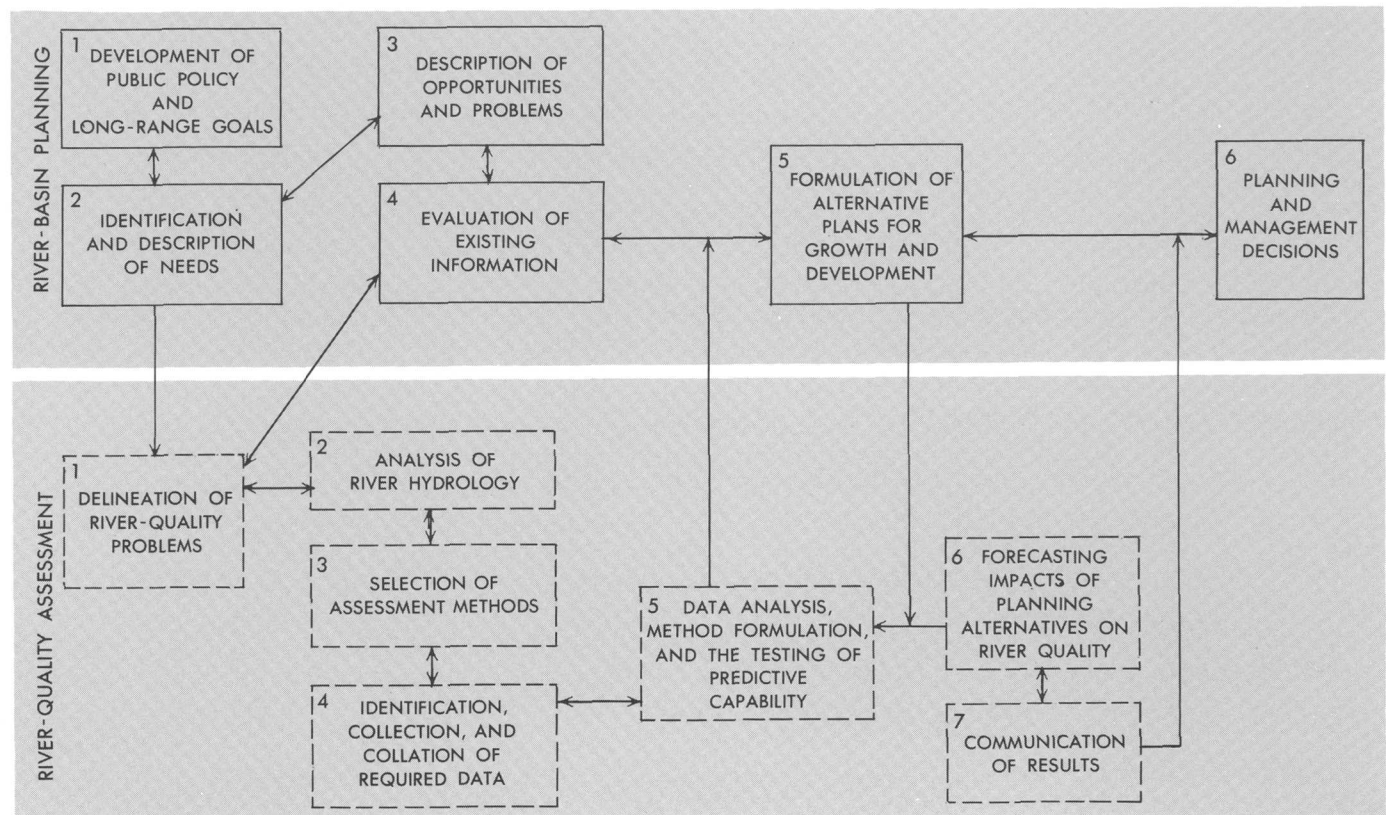 RIVER-BASIN PLANNING
1
DEVELOPMENT OF
PUBLIC POLICY
AND
LONG-RANGE GOALS
2
IDENTIFICATION
AND DESCRIPTION
OF NEEDS
3
DESCRIPTION OF
OPPORTUNITIES
AND PROBLEMS
4
EVALUATION OF
EXISTING
INFORMATION
5
FORMULATION OF
ALTERNATIVE
PLANS FOR
GROWTH AND
DEVELOPMENT
6
PLANNING
AND
MANAGEMENT
DECISIONS
RIVER-QUALITY ASSESSMENT
1
DELINEATION OF
RIVER-QUALITY
PROBLEMS
2
ANALYSIS OF
RIVER HYDROLOGY
3
SELECTION OF
ASSESSMENT METHODS
4
IDENTIFICATION,
COLLECTION, AND
COLLATION OF
REQUIRED DATA
5
DATA ANALYSIS,
METHOD FORMULATION,
AND THE TESTING OF
PREDICTIVE
CAPABILITY
6
FORECASTING
IMPACTS OF
PLANNING
ALTERNATIVES ON
RIVER QUALITY
7
COMMUNICATION
OF RESULTS